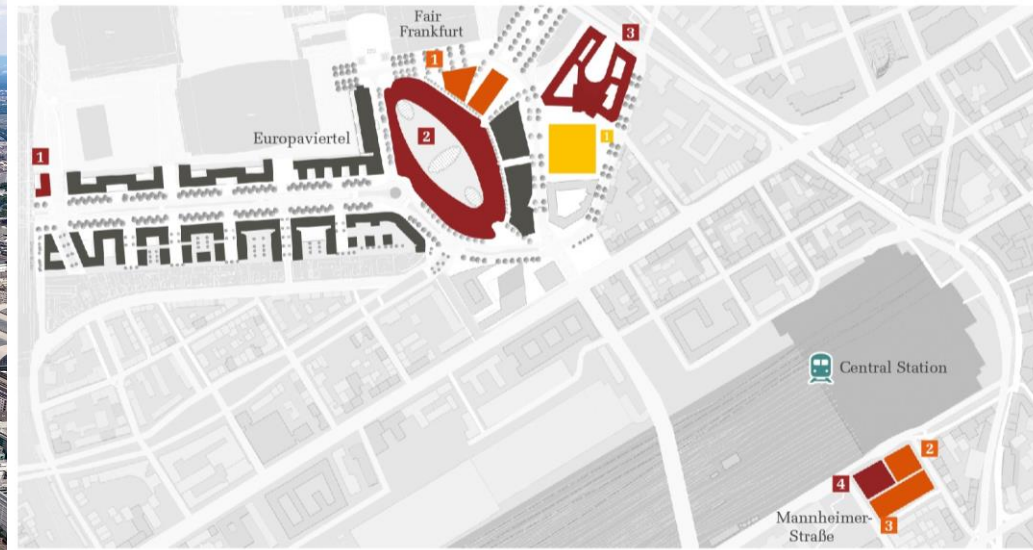 Fair
Frankfurt
3
1
1
2
Europaviertel
1
Central Station
2
4
3
Mannheimer-
Straße